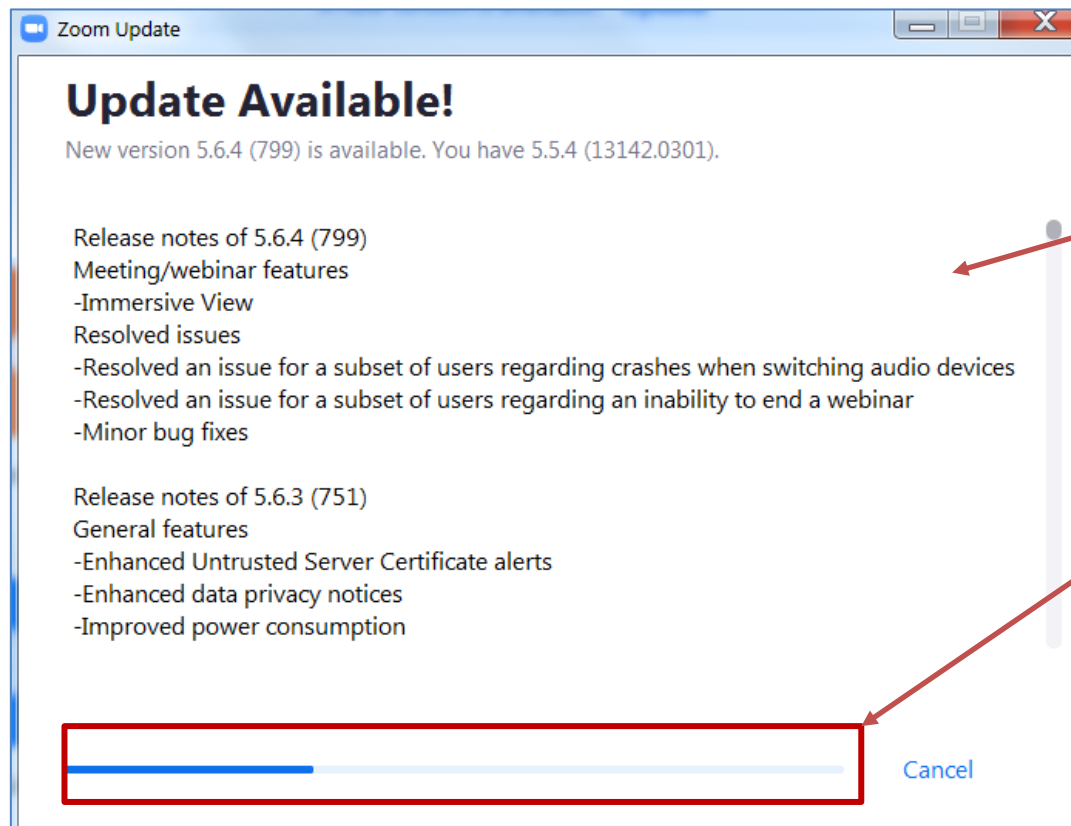 Zoom Update
Update Available!
New version 5.6.4 (799) is available. You have 5.5.4 (13142.0301).
Release notes of 5.6.4 (799)
Meeting/webinar features
-Immersive View
Resolved issues
-Resolved an issue for a subset of users regarding crashes when switching audio devices
-Resolved an issue for a subset of users regarding an inability to end a webinar
-Minor bug fixes
Release notes of 5.6.3 (751)
General features
-Enhanced Untrusted Server Certificate alerts
-Enhanced data privacy notices
-Improved power consumption
Cancel